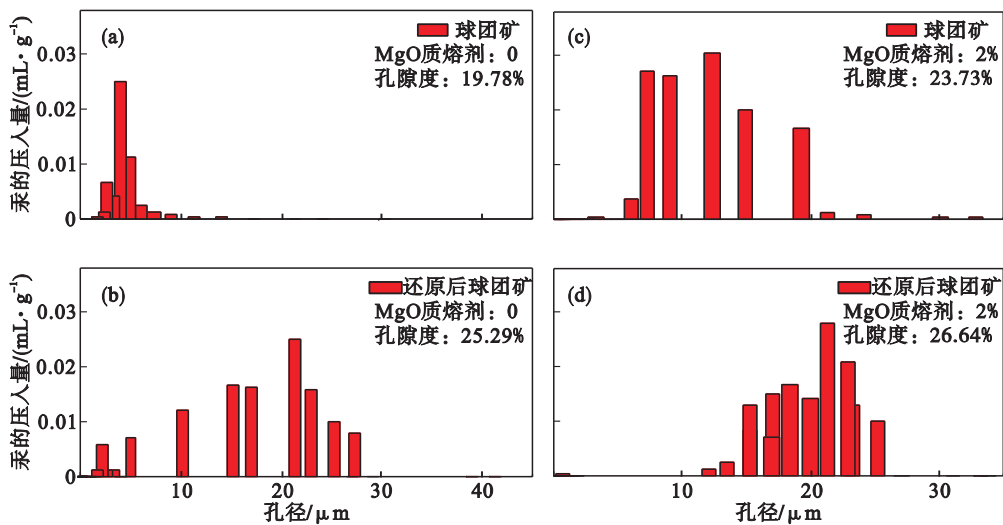 (a)
球团矿
MgO质熔剂：0
孔隙度：19.78%
0.03
0.02
0.01
0
10
20
30
40
汞的压入量/(mL·g⁻¹)
(c)
球团矿
MgO质熔剂：2%
孔隙度：23.73%
(b)
还原后球团矿
MgO质熔剂：0
孔隙度：25.29%
0.03
0.02
0.01
0.00
10
20
30
40
汞的压入量/(mL·g⁻¹)
孔径/μm
(d)
还原后球团矿
MgO质熔剂：2%
孔隙度：26.64%
10
20
30
孔径/μm